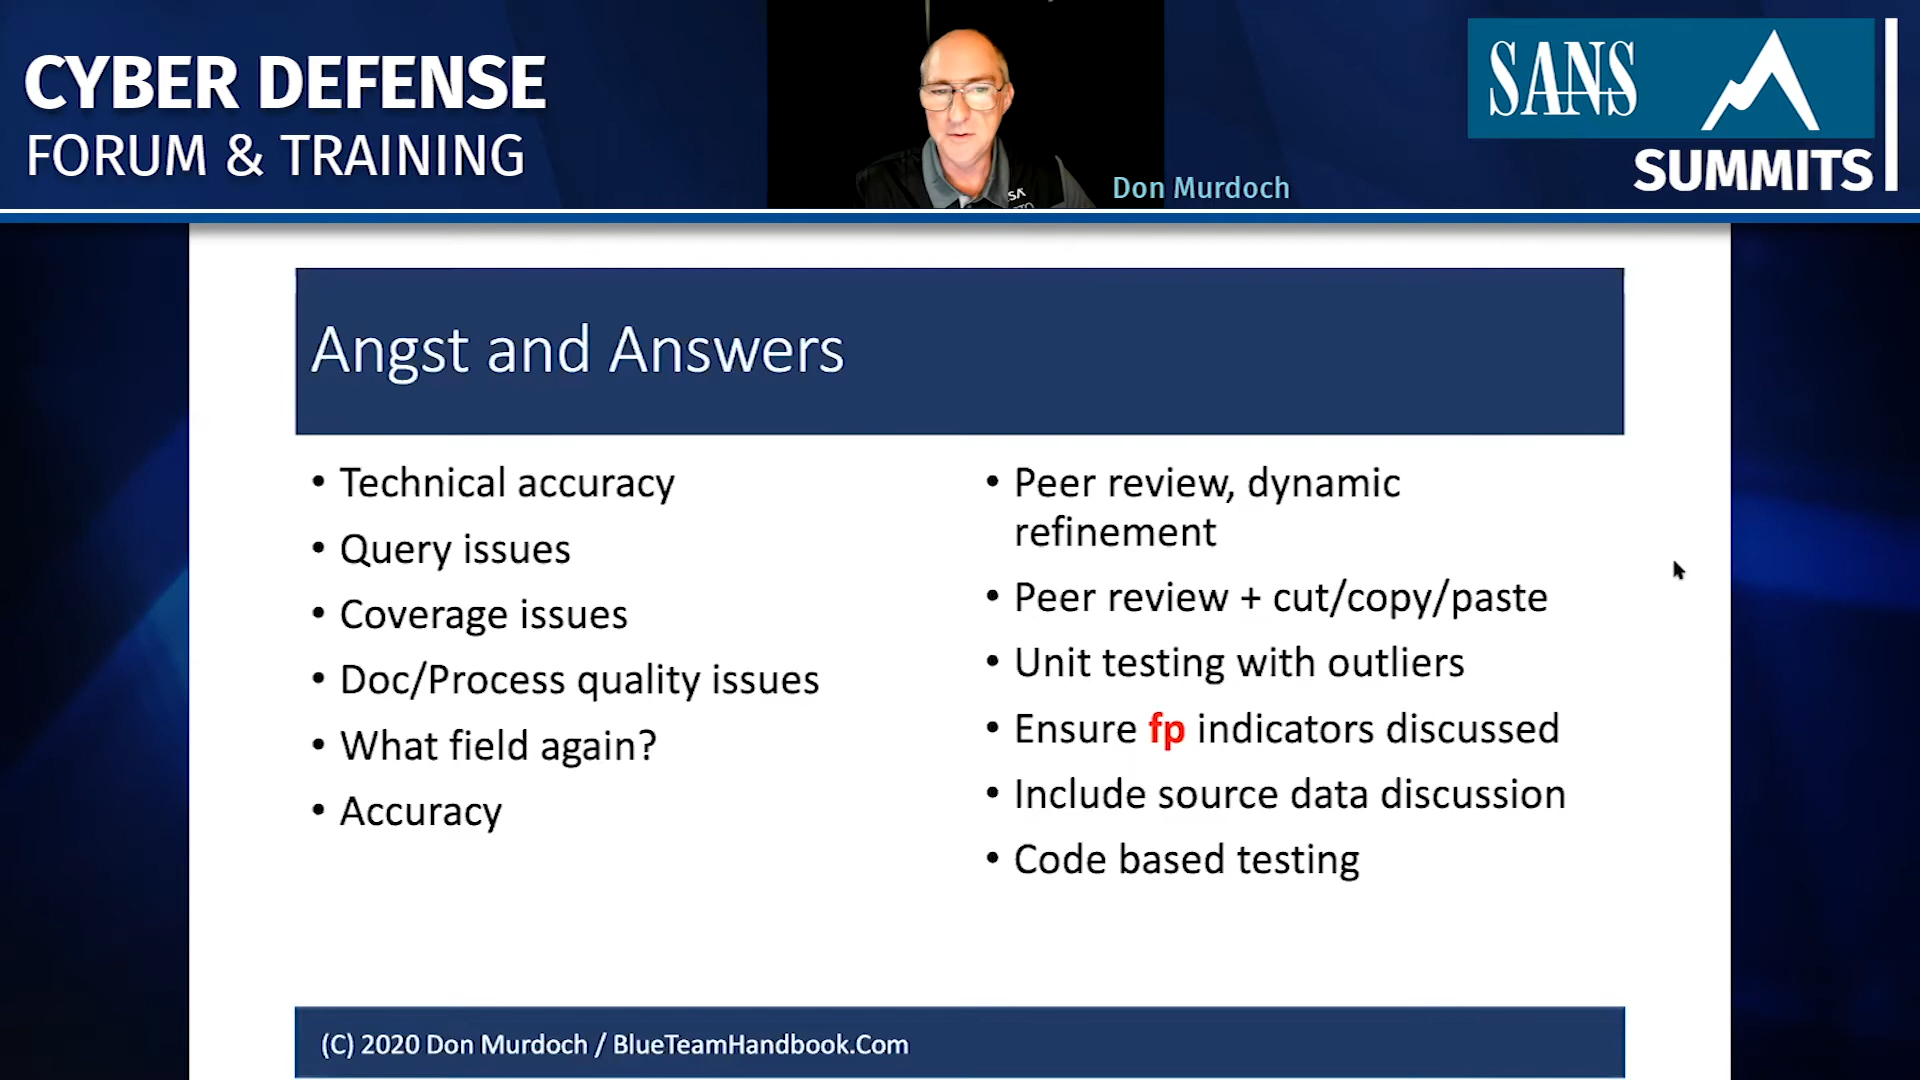 CYBER DEFENSE
FORUM & TRAINING
Don Murdoch
SANS
SUMMITS
Angst and Answers
• Technical accuracy
• Query issues
• Coverage issues
• Doc/Process quality issues
• What field again?
• Accuracy
• Peer review, dynamic
refinement
• Peer review + cut/copy/paste
• Unit testing with outliers
• Ensure fp indicators discussed
• Include source data discussion
• Code based testing
(C) 2020 Don Murdoch / BlueTeamHandbook.Com